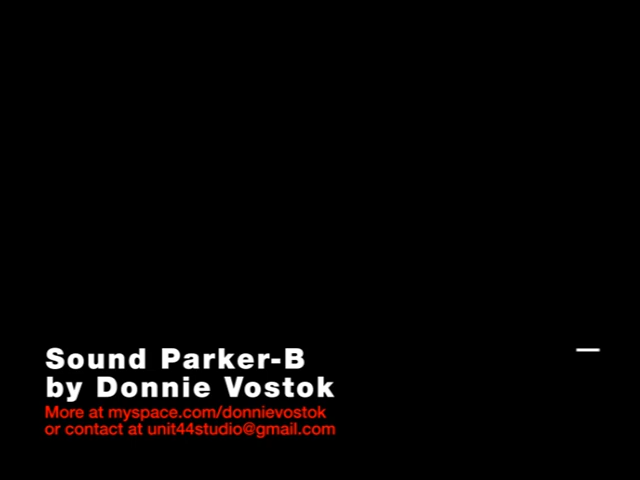 Sound Parker-B
by Donnie Vostok
More at myspace.com/donnievostok
or contact at unit44studio@gmail.com